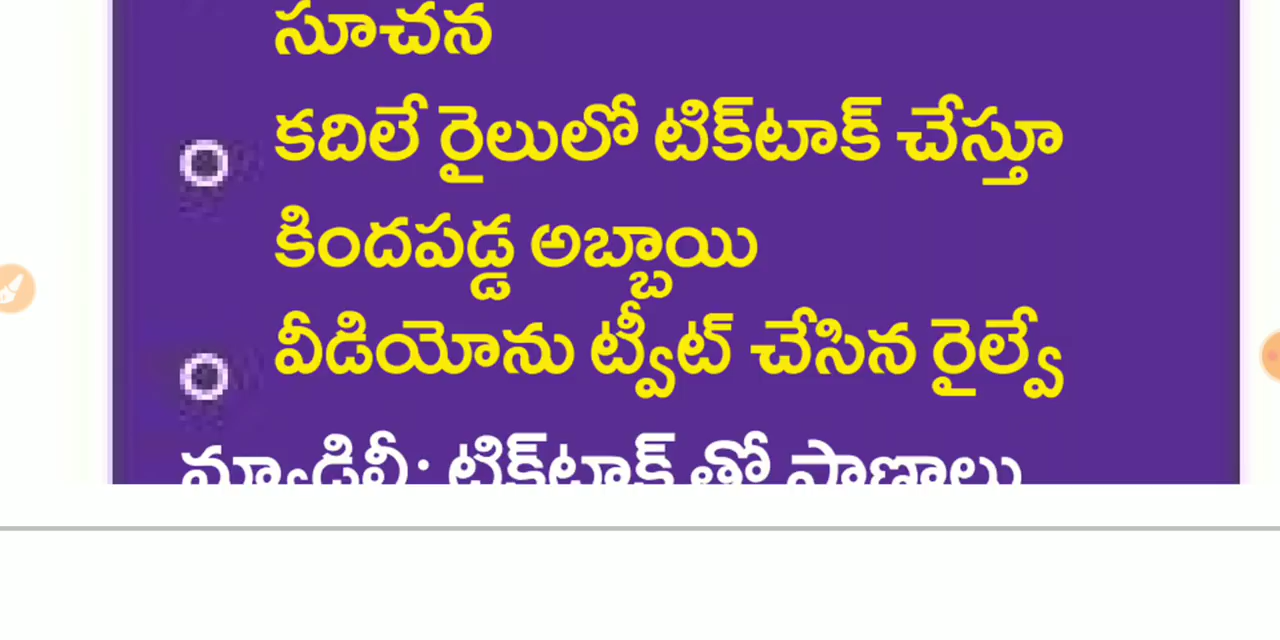 సూచన
కదిలే రైలులో టిక్‌టాక్ చేస్తూ
కిందపడ్డ అబ్బాయి
వీడియోను ట్వీట్ చేసిన రైల్వే
న్యూఢిల్లీ: టిక్‌టాక్ తో ప్రాణాలు